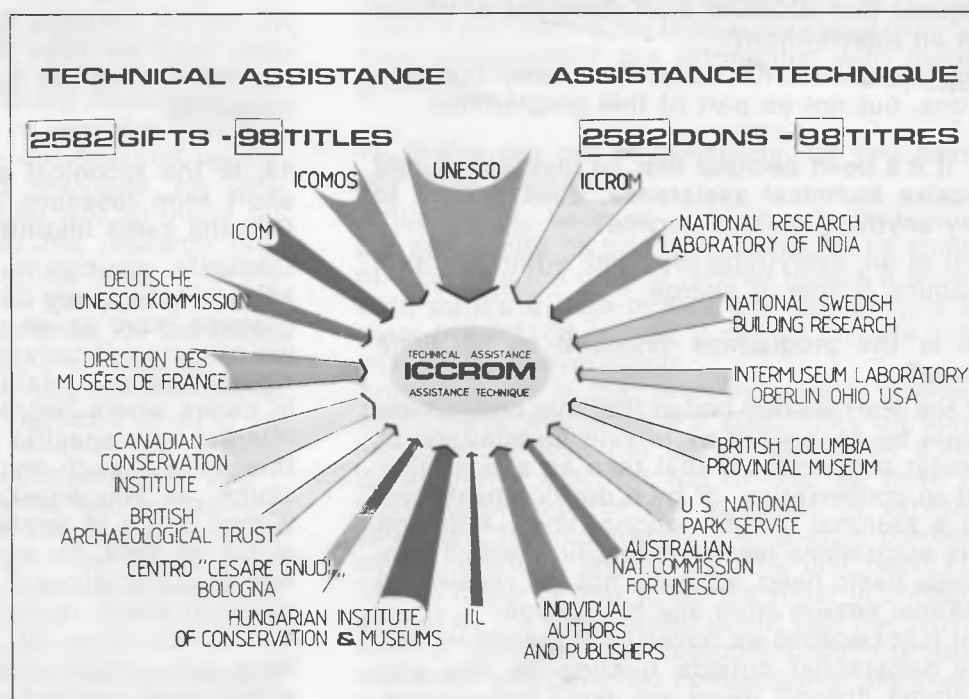 TECHNICAL ASSISTANCE
ASSISTANCE TECHNIQUE
2582 GIFTS - 98 TITLES
2582 DONS - 98 TITRES
UNESCO
ICOMOS
ICCROM
ICOM
NATIONAL RESEARCH
LABORATORY OF INDIA
DEUTSCHE
UNESCO KOMMISSION
NATIONAL SWEDISH
BUILDING RESEARCH
DIRECTION DES
MUSÉES DE FRANCE
TECHNICAL ASSISTANCE
ICCROM
ASSISTANCE TECHNIQUE
INTERMUSEUM LABORATORY
OBERLIN OHIO USA
CANADIAN
CONSERVATION
INSTITUTE
BRITISH COLUMBIA
PROVINCIAL MUSEUM
BRITISH
ARCHAEOLOGICAL TRUST
U.S. NATIONAL
PARK SERVICE
CENTRO "CESARE GNUDI"
BOLOGNA
AUSTRALIAN
NAT. COMMISSION
FOR UNESCO
HUNGARIAN INSTITUTE
OF CONSERVATION & MUSEUMS
IIC
INDIVIDUAL
AUTHORS
AND PUBLISHERS